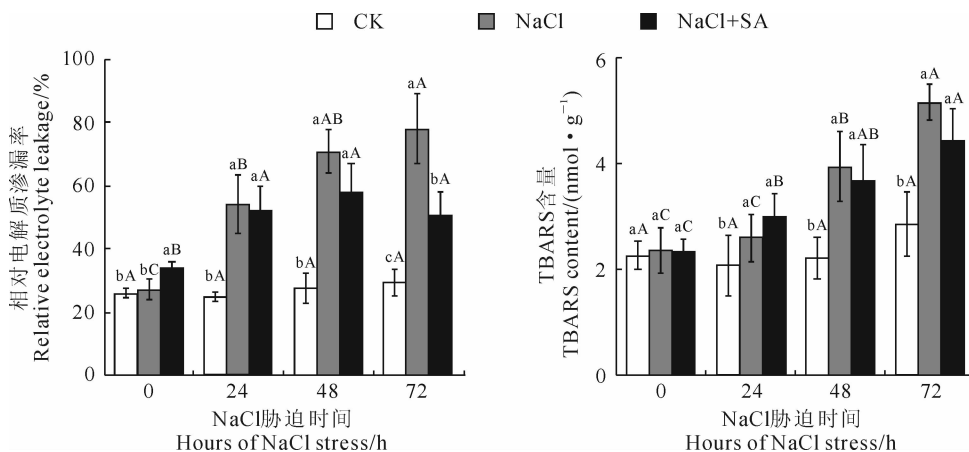 CK NaCl NaCl+SA
相对电解质渗漏率
Relative electrolyte leakage/%
100
80
60
40
20
0
bA bC aB
bA aB aA
bA aAB aA
cA aA bA
0 24 48 72
NaCl胁迫时间
Hours of NaCl stress/h
TBARS含量
TBARS content/(nmol·g⁻¹)
6
4
2
0
aA aC aC
bA aC aB
bA aB aAB
bA aA aA
0 24 48 72
NaCl胁迫时间
Hours of NaCl stress/h